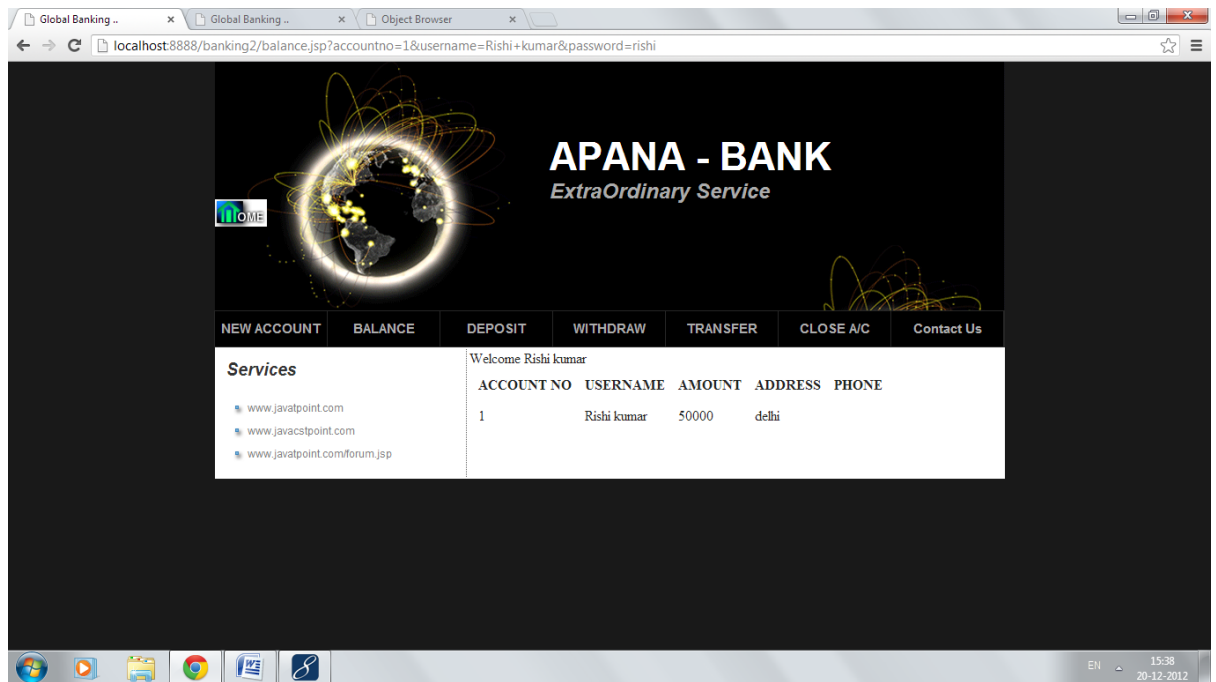 Global Banking .. Global Banking .. Object Browser
localhost:8888/banking2/balance.jsp?accountno=1&username=Rishi+kumar&password=rishi
APANA - BANK
ExtraOrdinary Service
HOME
NEW ACCOUNT BALANCE DEPOSIT WITHDRAW TRANSFER CLOSE A/C Contact Us
Services
www.javatpoint.com
www.javacstpoint.com
www.javatpoint.com/forum.jsp
Welcome Rishi kumar
ACCOUNT NO USERNAME AMOUNT ADDRESS PHONE
1 Rishi kumar 50000 delhi
EN 15:38
20-12-2012